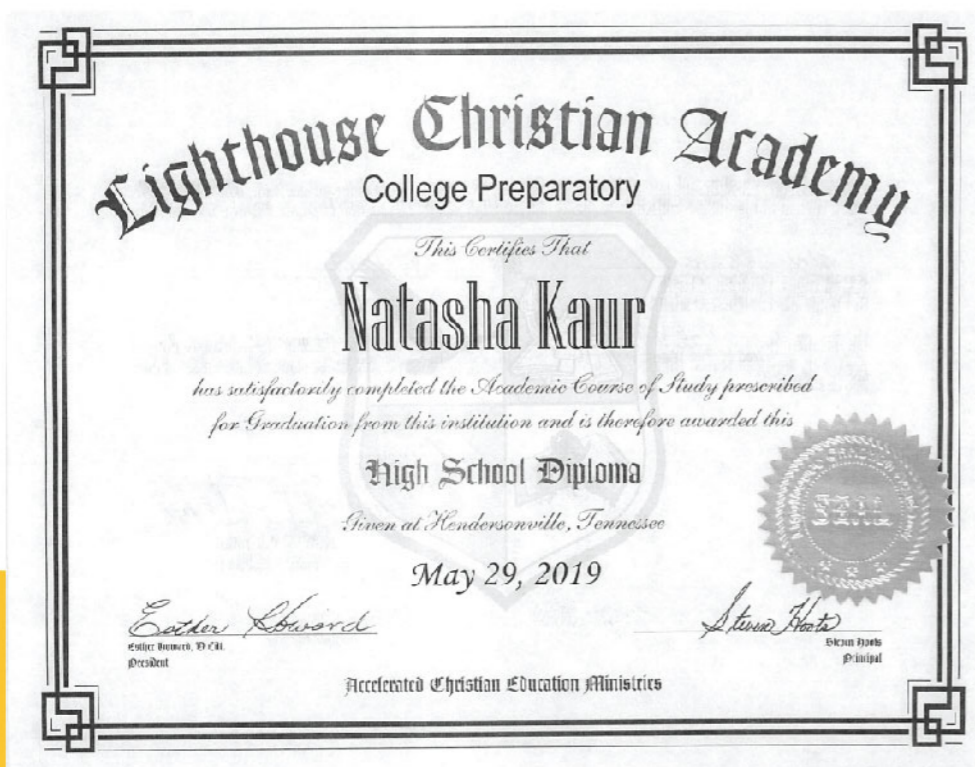 Lighthouse Christian Academy
College Preparatory
This Certifies That
Natasha Kaur
has satisfactorily completed the Academic Course of Study prescribed
for Graduation from this institution and is therefore awarded this
High School Diploma
Given at Hendersonville, Tennessee
May 29, 2019
Esther Howard
Steven Hoots
Esther Howard,
President
Steven Hoots
Principal
Accelerated Christian Education Ministries